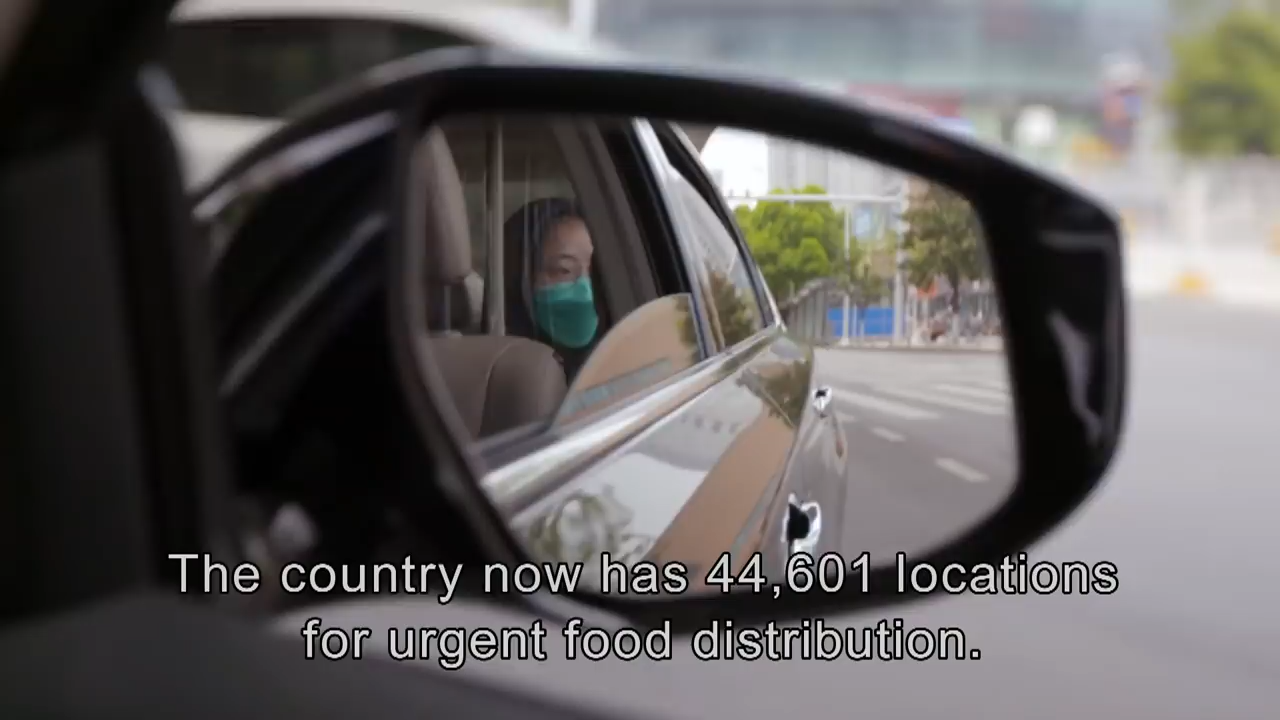 The country now has 44,601 locations
for urgent food distribution.